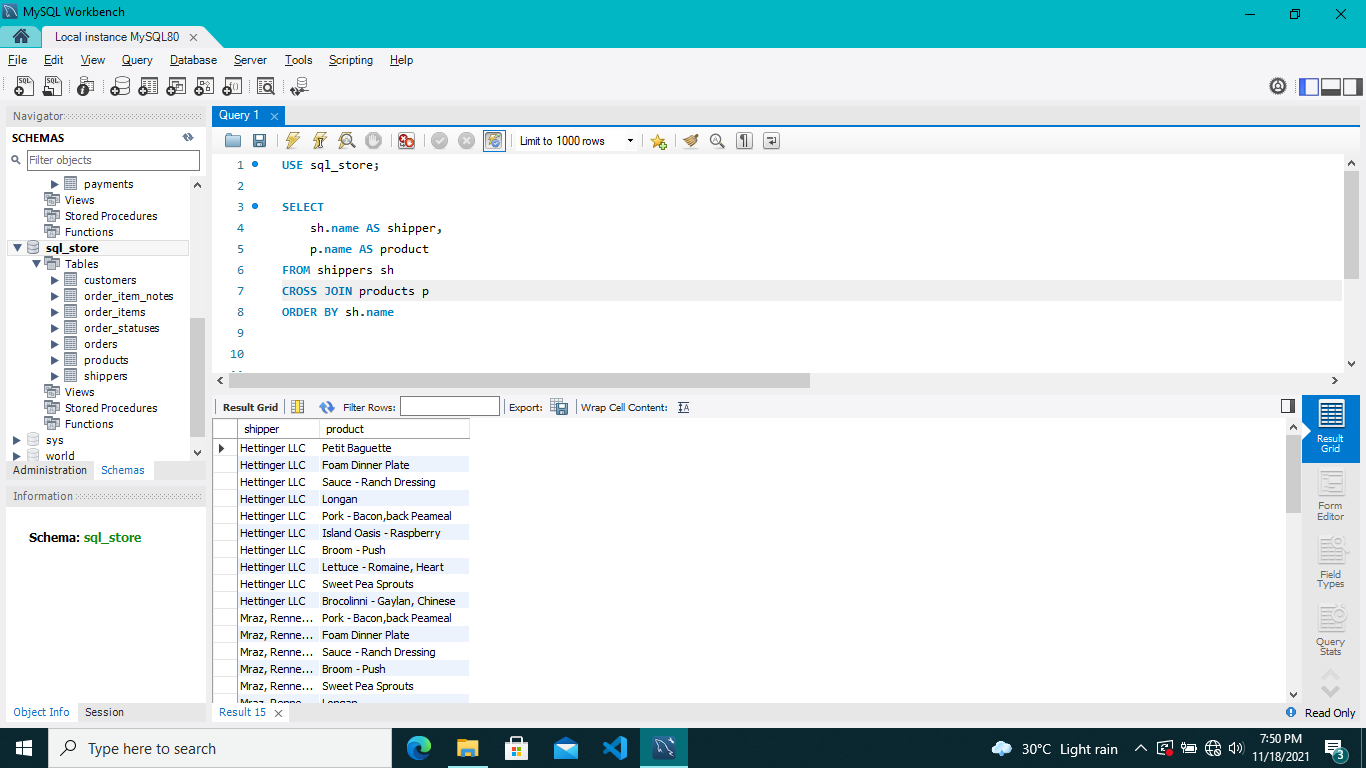 MySQL Workbench
Local instance MySQL80
File Edit View Query Database Server Tools Scripting Help
Navigator
SCHEMAS
Filter objects
payments
Views
Stored Procedures
Functions
sql_store
Tables
customers
order_item_notes
order_items
order_statuses
orders
products
shippers
Views
Stored Procedures
Functions
sys
world
Administration Schemas
Information
Schema: sql_store
Object Info Session
Query 1
Limit to 1000 rows
1 USE sql_store;
2
3 SELECT
4 sh.name AS shipper,
5 p.name AS product
6 FROM shippers sh
7 CROSS JOIN products p
8 ORDER BY sh.name
9
10
Result Grid Filter Rows: Export: Wrap Cell Content:
shipper product
Hettinger LLC Petit Baguette
Hettinger LLC Foam Dinner Plate
Hettinger LLC Sauce - Ranch Dressing
Hettinger LLC Longan
Hettinger LLC Pork - Bacon,back Peameal
Hettinger LLC Island Oasis - Raspberry
Hettinger LLC Broom - Push
Hettinger LLC Lettuce - Romaine, Heart
Hettinger LLC Sweet Pea Sprouts
Hettinger LLC Brocolinni - Gaylan, Chinese
Mraz, Renne... Pork - Bacon,back Peameal
Mraz, Renne... Foam Dinner Plate
Mraz, Renne... Sauce - Ranch Dressing
Mraz, Renne... Broom - Push
Mraz, Renne... Sweet Pea Sprouts
Mraz, Renne... Longan
Result Grid
Form Editor
Field Types
Query Stats
Result 15
Read Only
Type here to search
30°C Light rain
7:50 PM
11/18/2021
3